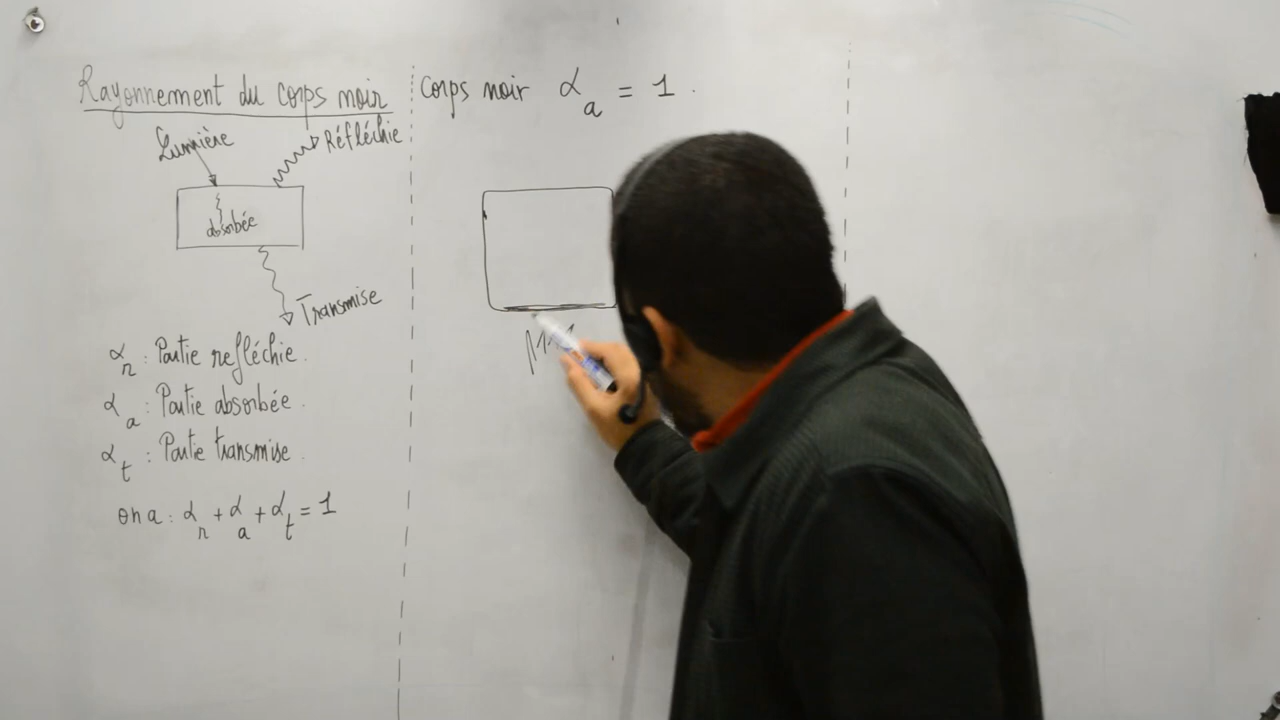 Rayonnement du corps noir
Lumière
Réfléchie
absorbée
Transmise
α_r : Partie refléchie.
α_a : Partie absorbée.
α_t : Partie transmise.
on a : α_r + α_a + α_t = 1
Corps noir α_a = 1.